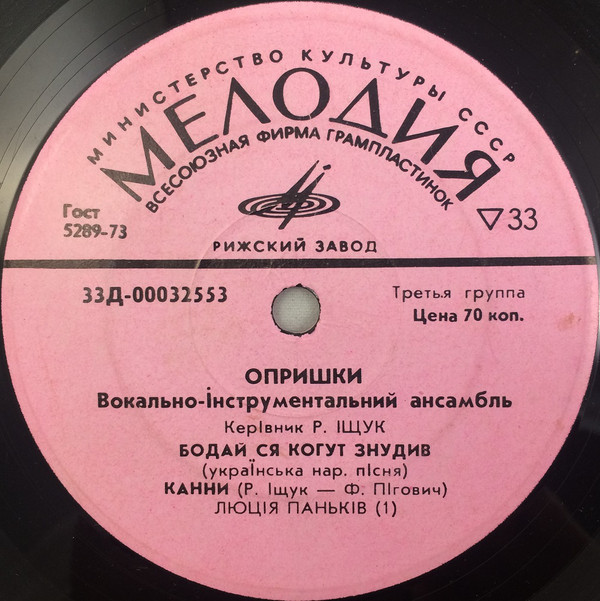 МИНИСТЕРСТВО КУЛЬТУРЫ СССР
МЕЛОДИЯ
ВСЕСОЮЗНАЯ ФИРМА ГРАМПЛАСТИНОК
Гост
5289-73
33
РИЖСКИЙ ЗАВОД
33Д-00032553
Третья группа
Цена 70 коп.
ОПРИШКИ
Вокально-інструментальний ансамбль
Керівник Р. ІЩУК
БОДАЙ СЯ КОГУТ ЗНУДИВ
(українська нар. пісня)
КАННИ (Р. Іщук — Ф. Пігович)
ЛЮЦІЯ ПАНЬКІВ (1)